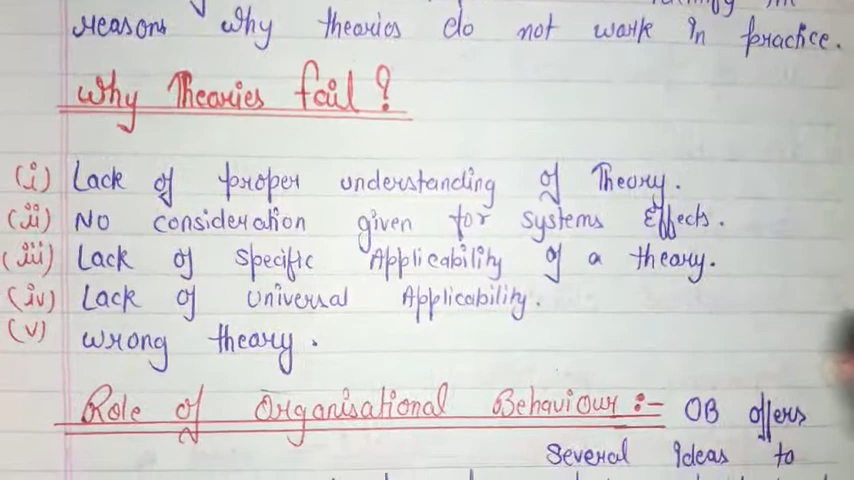 reasons why theories do not work in practice.
Why Theories fail ?
(i) Lack of proper understanding of Theory.
(ii) No consideration given for systems Effects.
(iii) Lack of specific Applicability of a theory.
(iv) Lack of universal Applicability.
(v) wrong theory.
Role of Organisational Behaviour :- OB offers
several ideas to